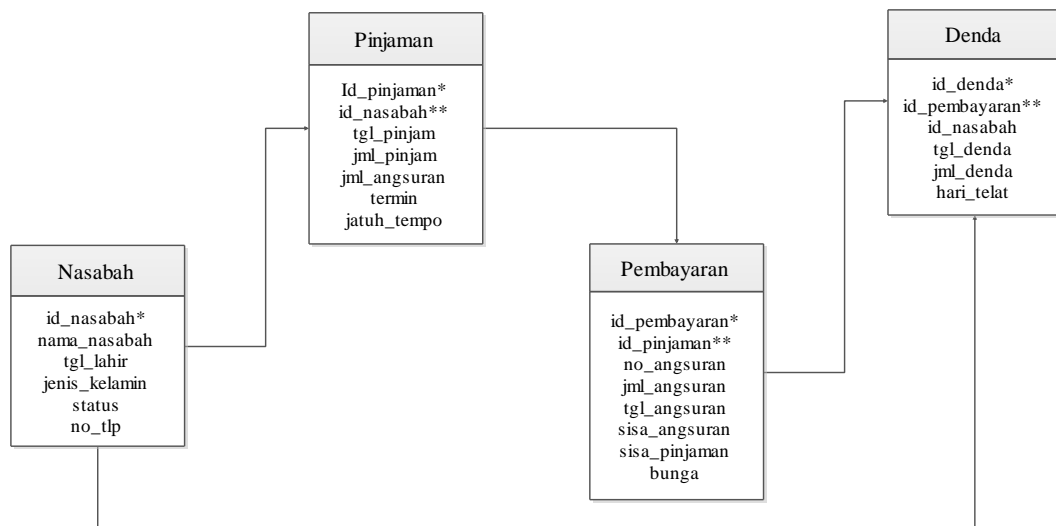 Pinjaman
Id_pinjaman*
id_nasabah**
tgl_pinjam
jml_pinjam
jml_angsuran
termin
jatuh_tempo
Denda
id_denda*
id_pembayaran**
id_nasabah
tgl_denda
jml_denda
hari_telat
Nasabah
id_nasabah*
nama_nasabah
tgl_lahir
jenis_kelamin
status
no_tlp
Pembayaran
id_pembayaran*
id_pinjaman**
no_angsuran
jml_angsuran
tgl_angsuran
sisa_angsuran
sisa_pinjaman
bunga